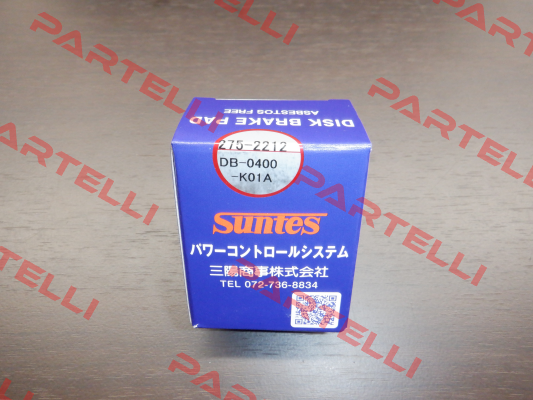 DISK BRAKE PAD
ASBESTOS FREE
275-2212
DB-0400
-K01A
Suntes
パワーコントロールシステム
三陽商事株式会社
TEL 072-736-8834
PARTELLI
PARTELLI
PARTELLI
PARTELLI
PARTELLI